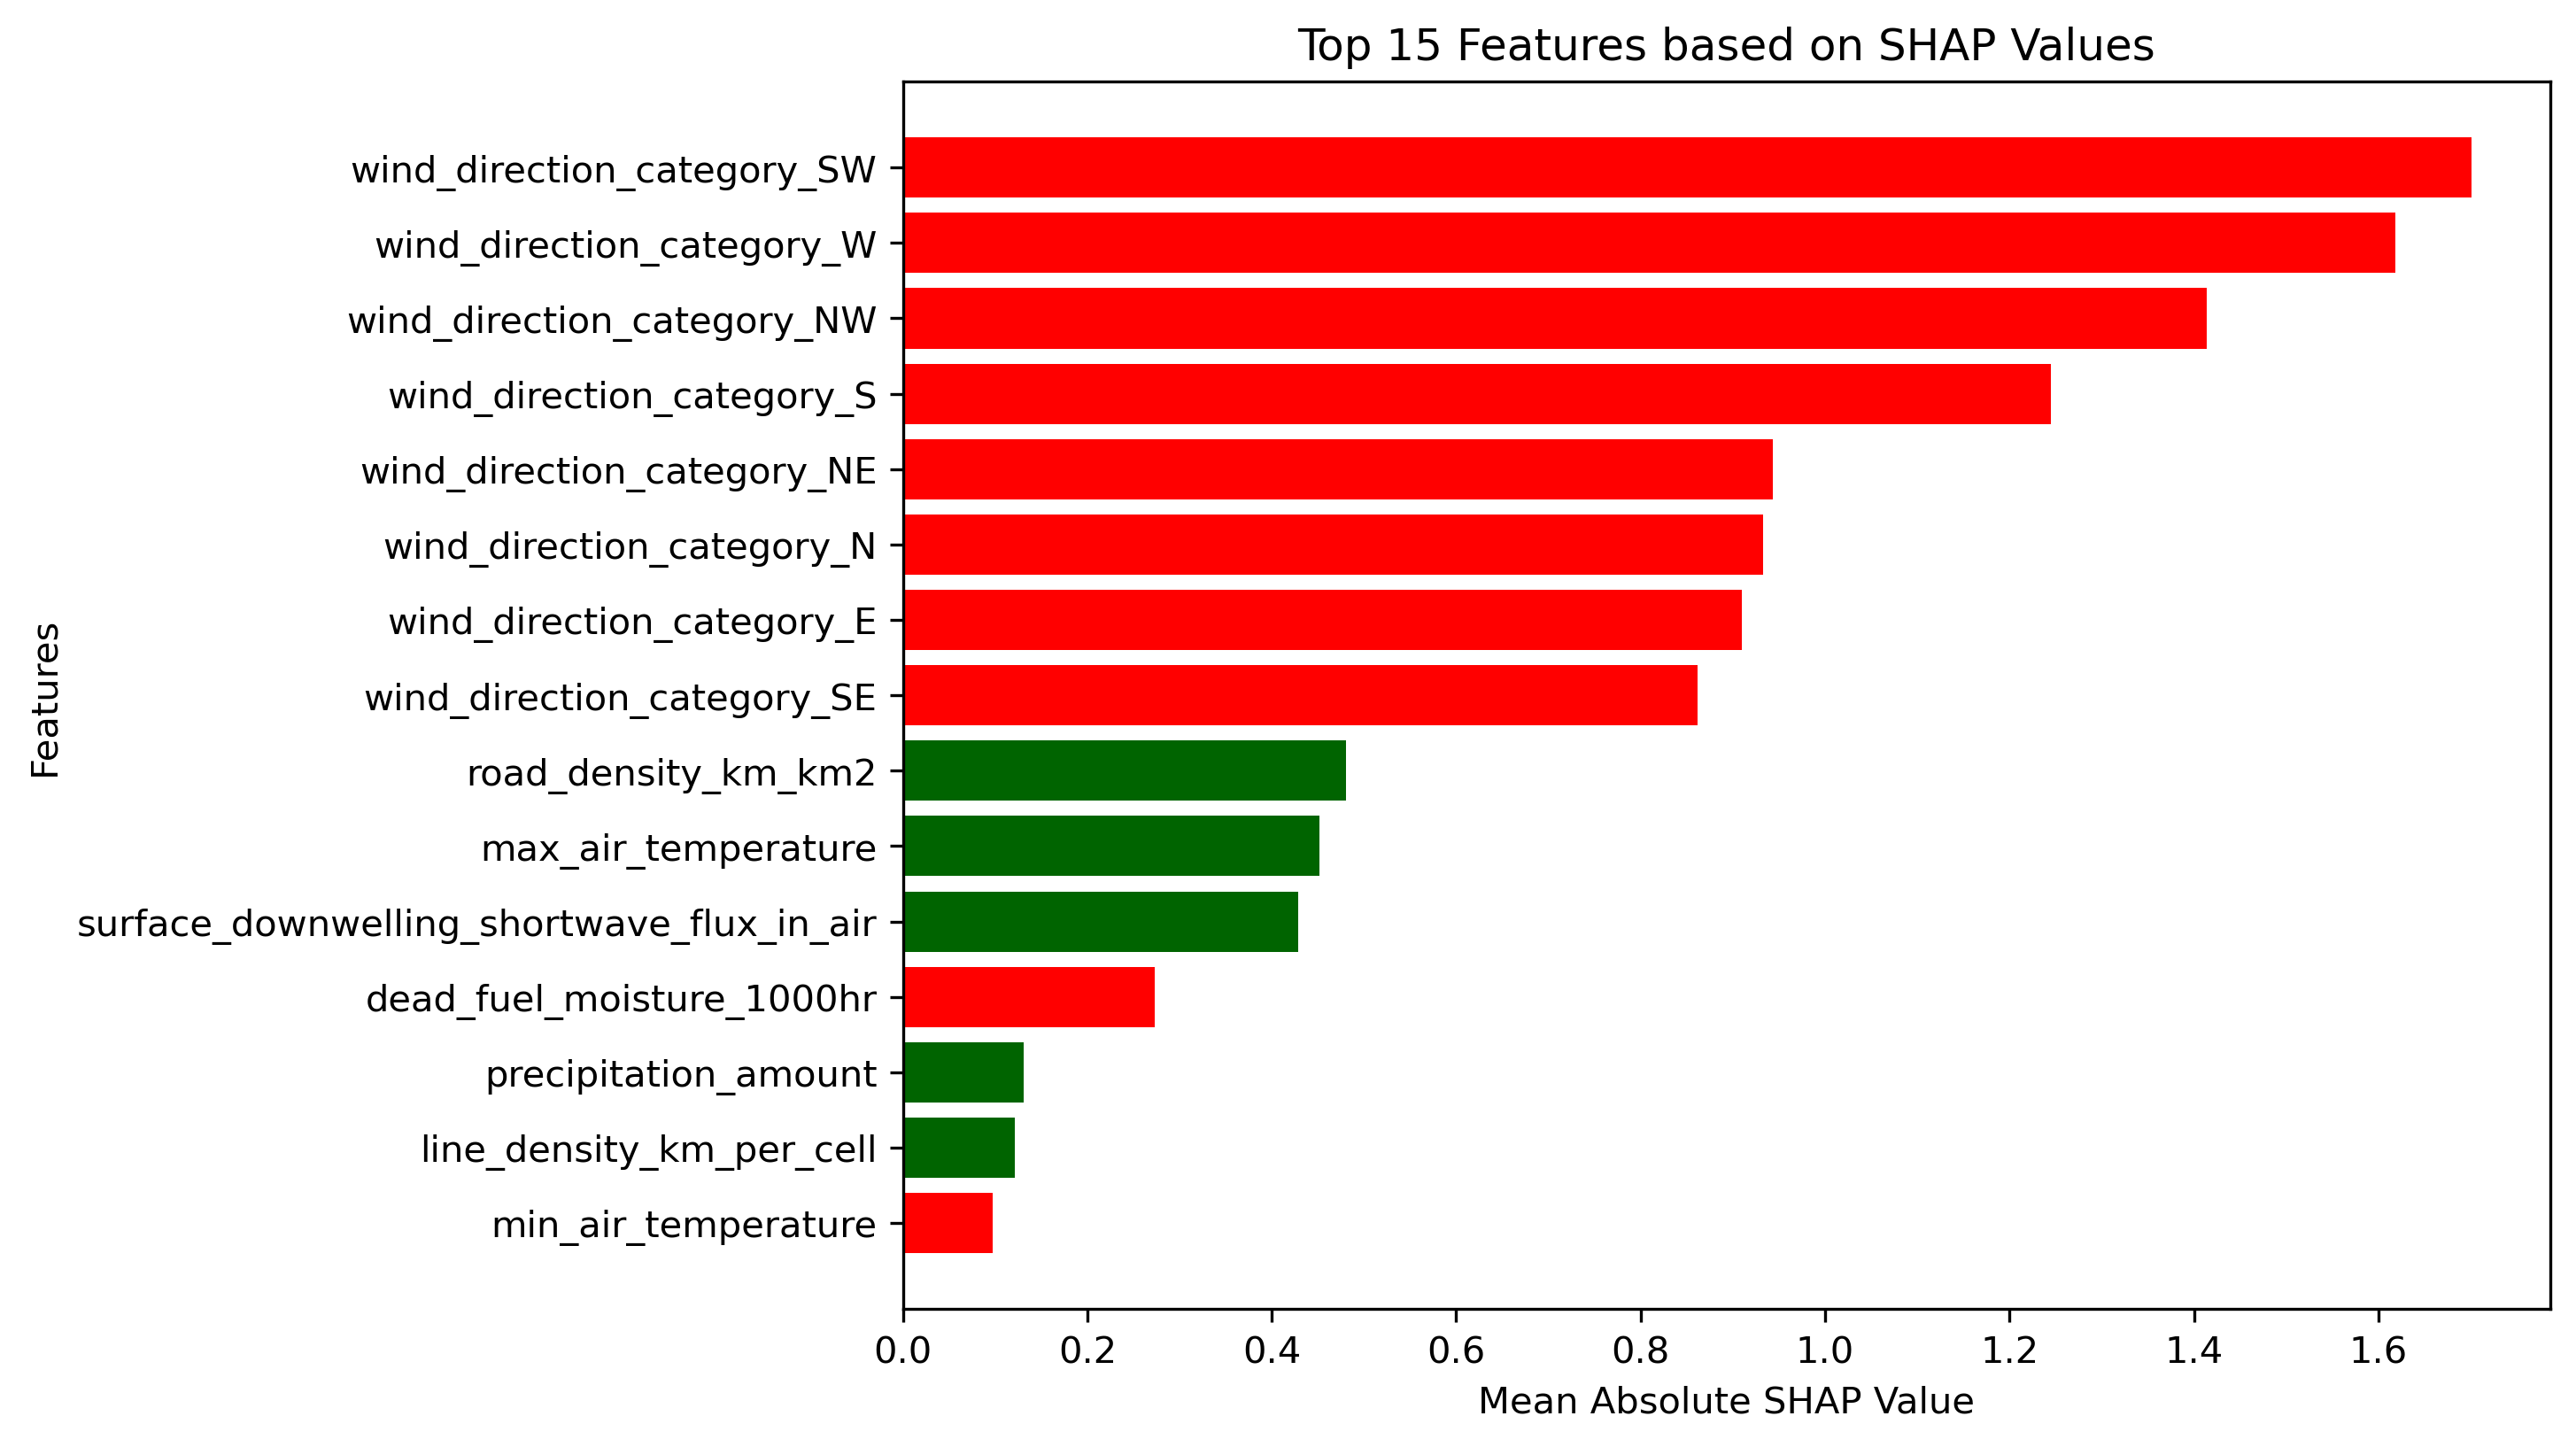 Top 15 Features based on SHAP Values
Features
wind_direction_category_SW
wind_direction_category_W
wind_direction_category_NW
wind_direction_category_S
wind_direction_category_NE
wind_direction_category_N
wind_direction_category_E
wind_direction_category_SE
road_density_km_km2
max_air_temperature
surface_downwelling_shortwave_flux_in_air
dead_fuel_moisture_1000hr
precipitation_amount
line_density_km_per_cell
min_air_temperature
0.0 0.2 0.4 0.6 0.8 1.0 1.2 1.4 1.6
Mean Absolute SHAP Value